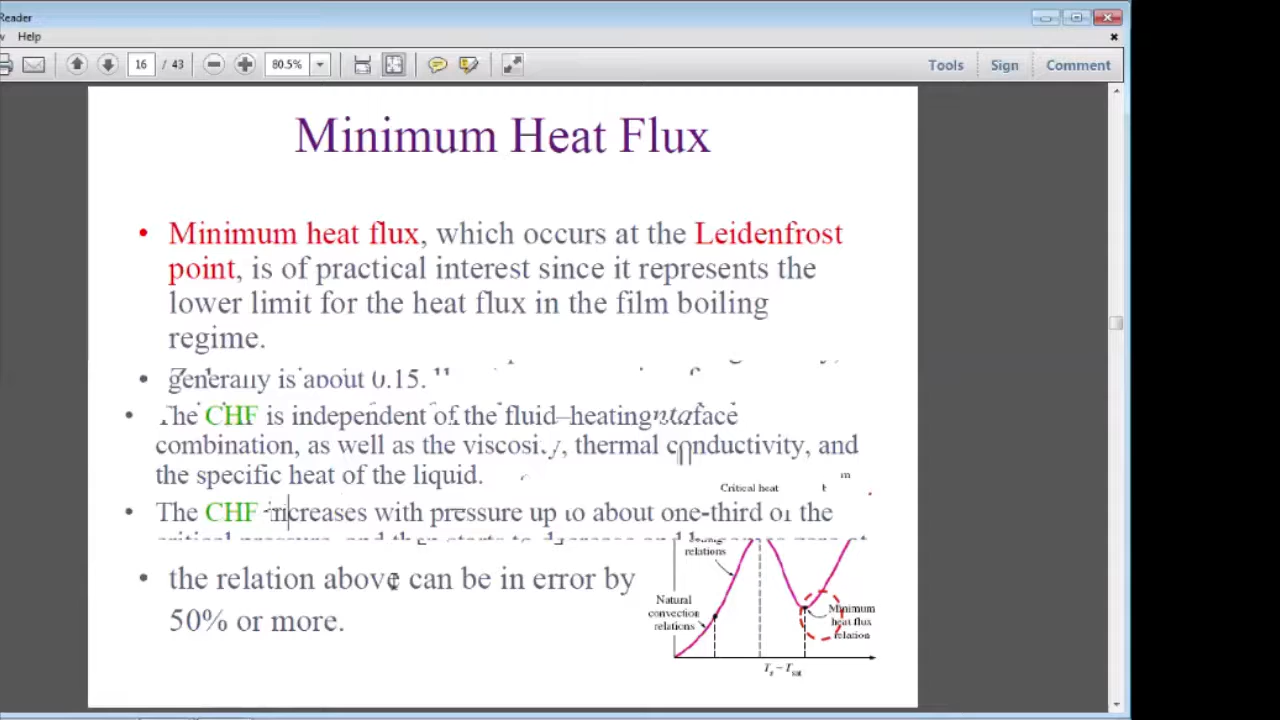 Reader
Help
16 / 43
80.5%
Tools
Sign
Comment
Minimum Heat Flux
• Minimum heat flux, which occurs at the Leidenfrost
point, is of practical interest since it represents the
lower limit for the heat flux in the film boiling
regime.
• generally is about 0.15.
• The CHF is independent of the fluid–heating
combination, as well as the viscosity, thermal conductivity, and
the specific heat of the liquid.
• The CHF increases with pressure up to about one-third of the
• the relation above can be in error by
50% or more.
Critical heat
relations
Natural
convection
relations
Minimum
heat flux
relation
Ts − Tsat